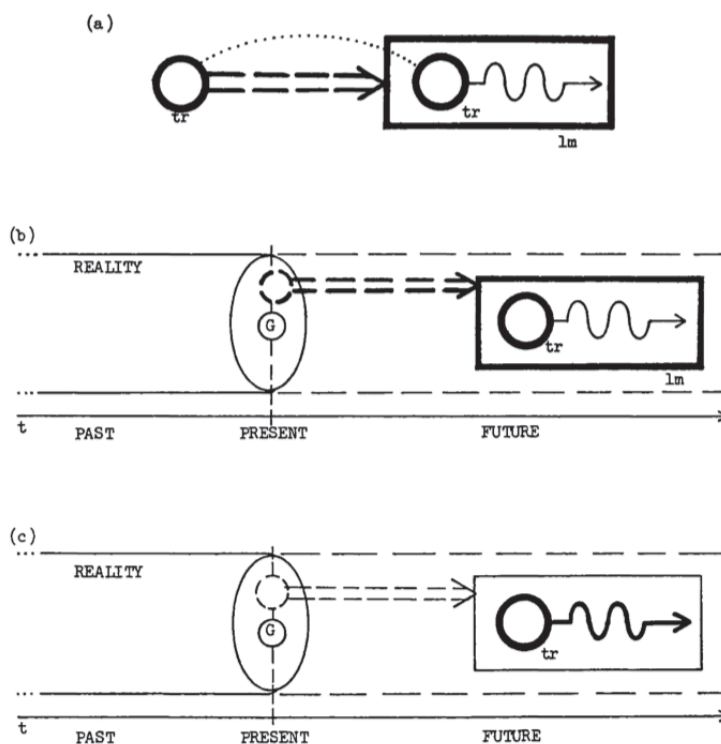 (a)
tr
tr
lm
(b)
...
REALITY
G
tr
lm
...
t PAST PRESENT FUTURE
(c)
...
REALITY
G
tr
...
t PAST PRESENT FUTURE